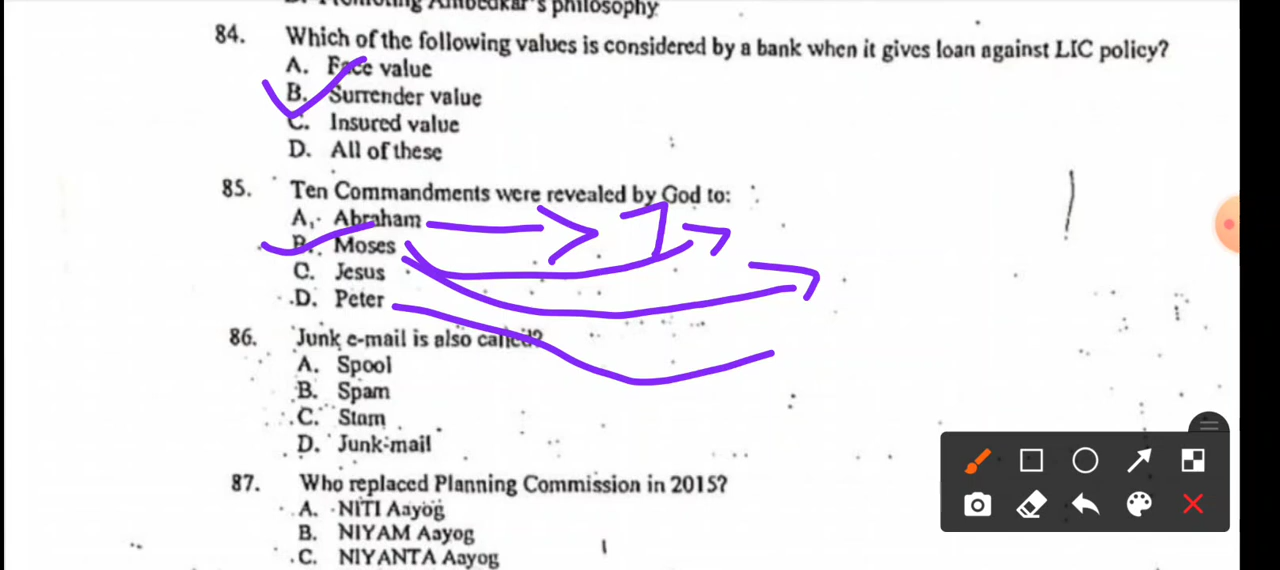 Promoting Ambedkar's philosophy
84. Which of the following values is considered by a bank when it gives loan against LIC policy?
A. Face value
B. Surrender value
C. Insured value
D. All of these
85. Ten Commandments were revealed by God to:
A. Abraham
B. Moses
C. Jesus
D. Peter
86. Junk e-mail is also called?
A. Spool
B. Spam
C. Stam
D. Junk-mail
87. Who replaced Planning Commission in 2015?
A. NITI Aayog
B. NIYAM Aayog
C. NIYANTA Aayog